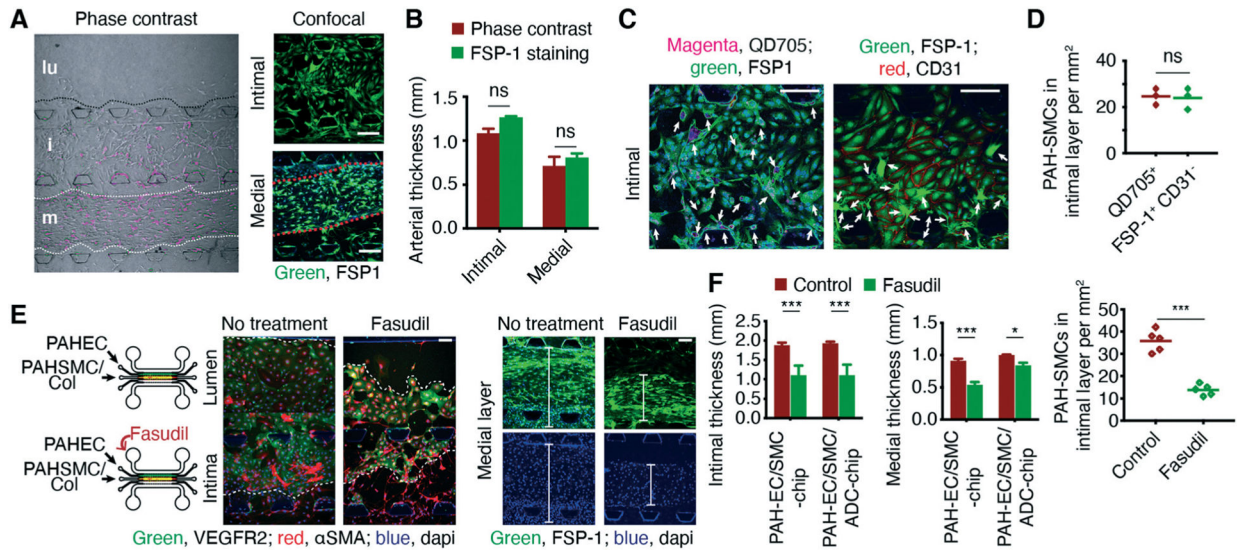 A
Phase contrast
Confocal
lu
i
m
Intimal
Medial
Green, FSP1
B
Phase contrast
FSP-1 staining
Arterial thickness (mm)
1.5
1.0
0.5
0.0
ns
ns
Intimal
Medial
C
Magenta, QD705;
green, FSP1
Green, FSP-1;
red, CD31
Intimal
D
PAH-SMCs in
intimal layer per mm²
40
20
0
ns
QD705⁺
FSP-1⁺ CD31⁻
E
PAHEC
PAHSMC/
Col
Fasudil
PAHEC
PAHSMC/
Col
No treatment
Fasudil
Lumen
Intima
Green, VEGFR2; red, αSMA; blue, dapi
No treatment
Fasudil
Medial layer
Green, FSP-1; blue, dapi
F
Control
Fasudil
Intimal thickness (mm)
2.5
2.0
1.5
1.0
0.5
0.0
***
***
PAH-EC/SMC
-chip
PAH-EC/SMC/
ADC-chip
Medial thickness (mm)
1.5
1.0
0.5
0.0
***
*
PAH-EC/SMC
-chip
PAH-EC/SMC/
ADC-chip
PAH-SMCs in
intimal layer per mm²
50
40
30
20
10
0
***
Control
Fasudil